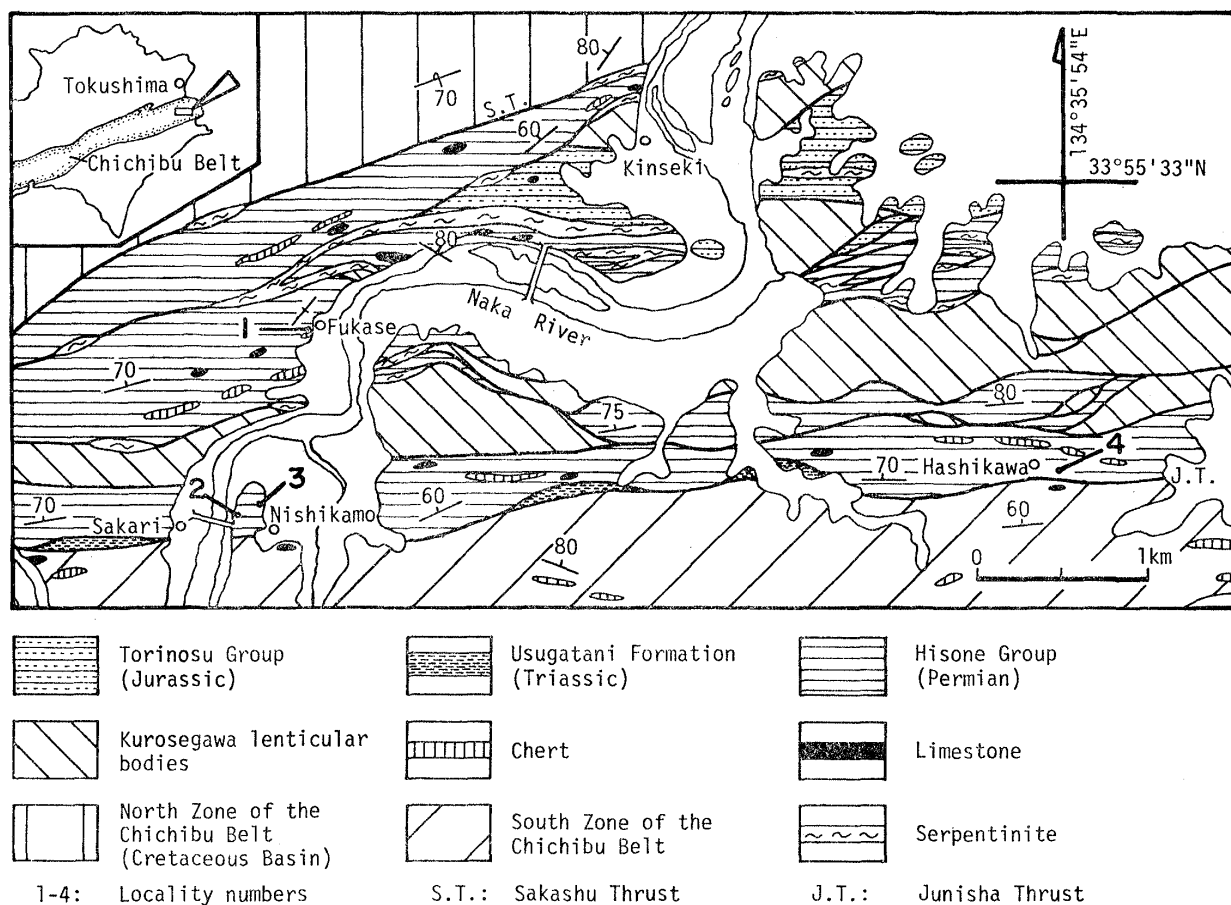 Tokushima
Chichibu Belt
80
70
S.T.
60
Kinseki
134°35'54"E
33°55'33"N
80
Naka River
1
Fukase
70
75
80
4
Hashikawa
70
J.T.
60
3
2
70
60
Nishikamo
Sakari
80
0
1km
Torinosu Group
(Jurassic)
Usugatani Formation
(Triassic)
Hisone Group
(Permian)
Kurosegawa lenticular
bodies
Chert
Limestone
North Zone of the
Chichibu Belt
(Cretaceous Basin)
South Zone of the
Chichibu Belt
Serpentinite
1-4: Locality numbers
S.T.: Sakashu Thrust
J.T.: Junisha Thrust